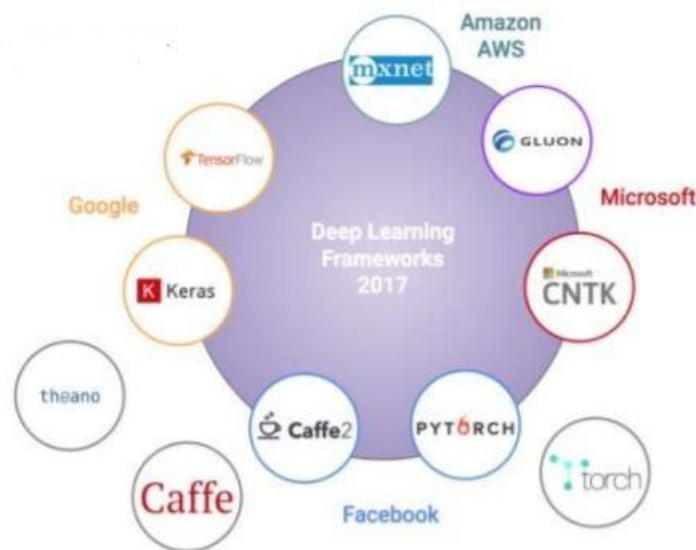 Amazon
AWS
mxnet
GLUON
TensorFlow
Google
Microsoft
Deep Learning
Frameworks
2017
K Keras
Microsoft
CNTK
theano
Caffe2
PYTORCH
Caffe
torch
Facebook